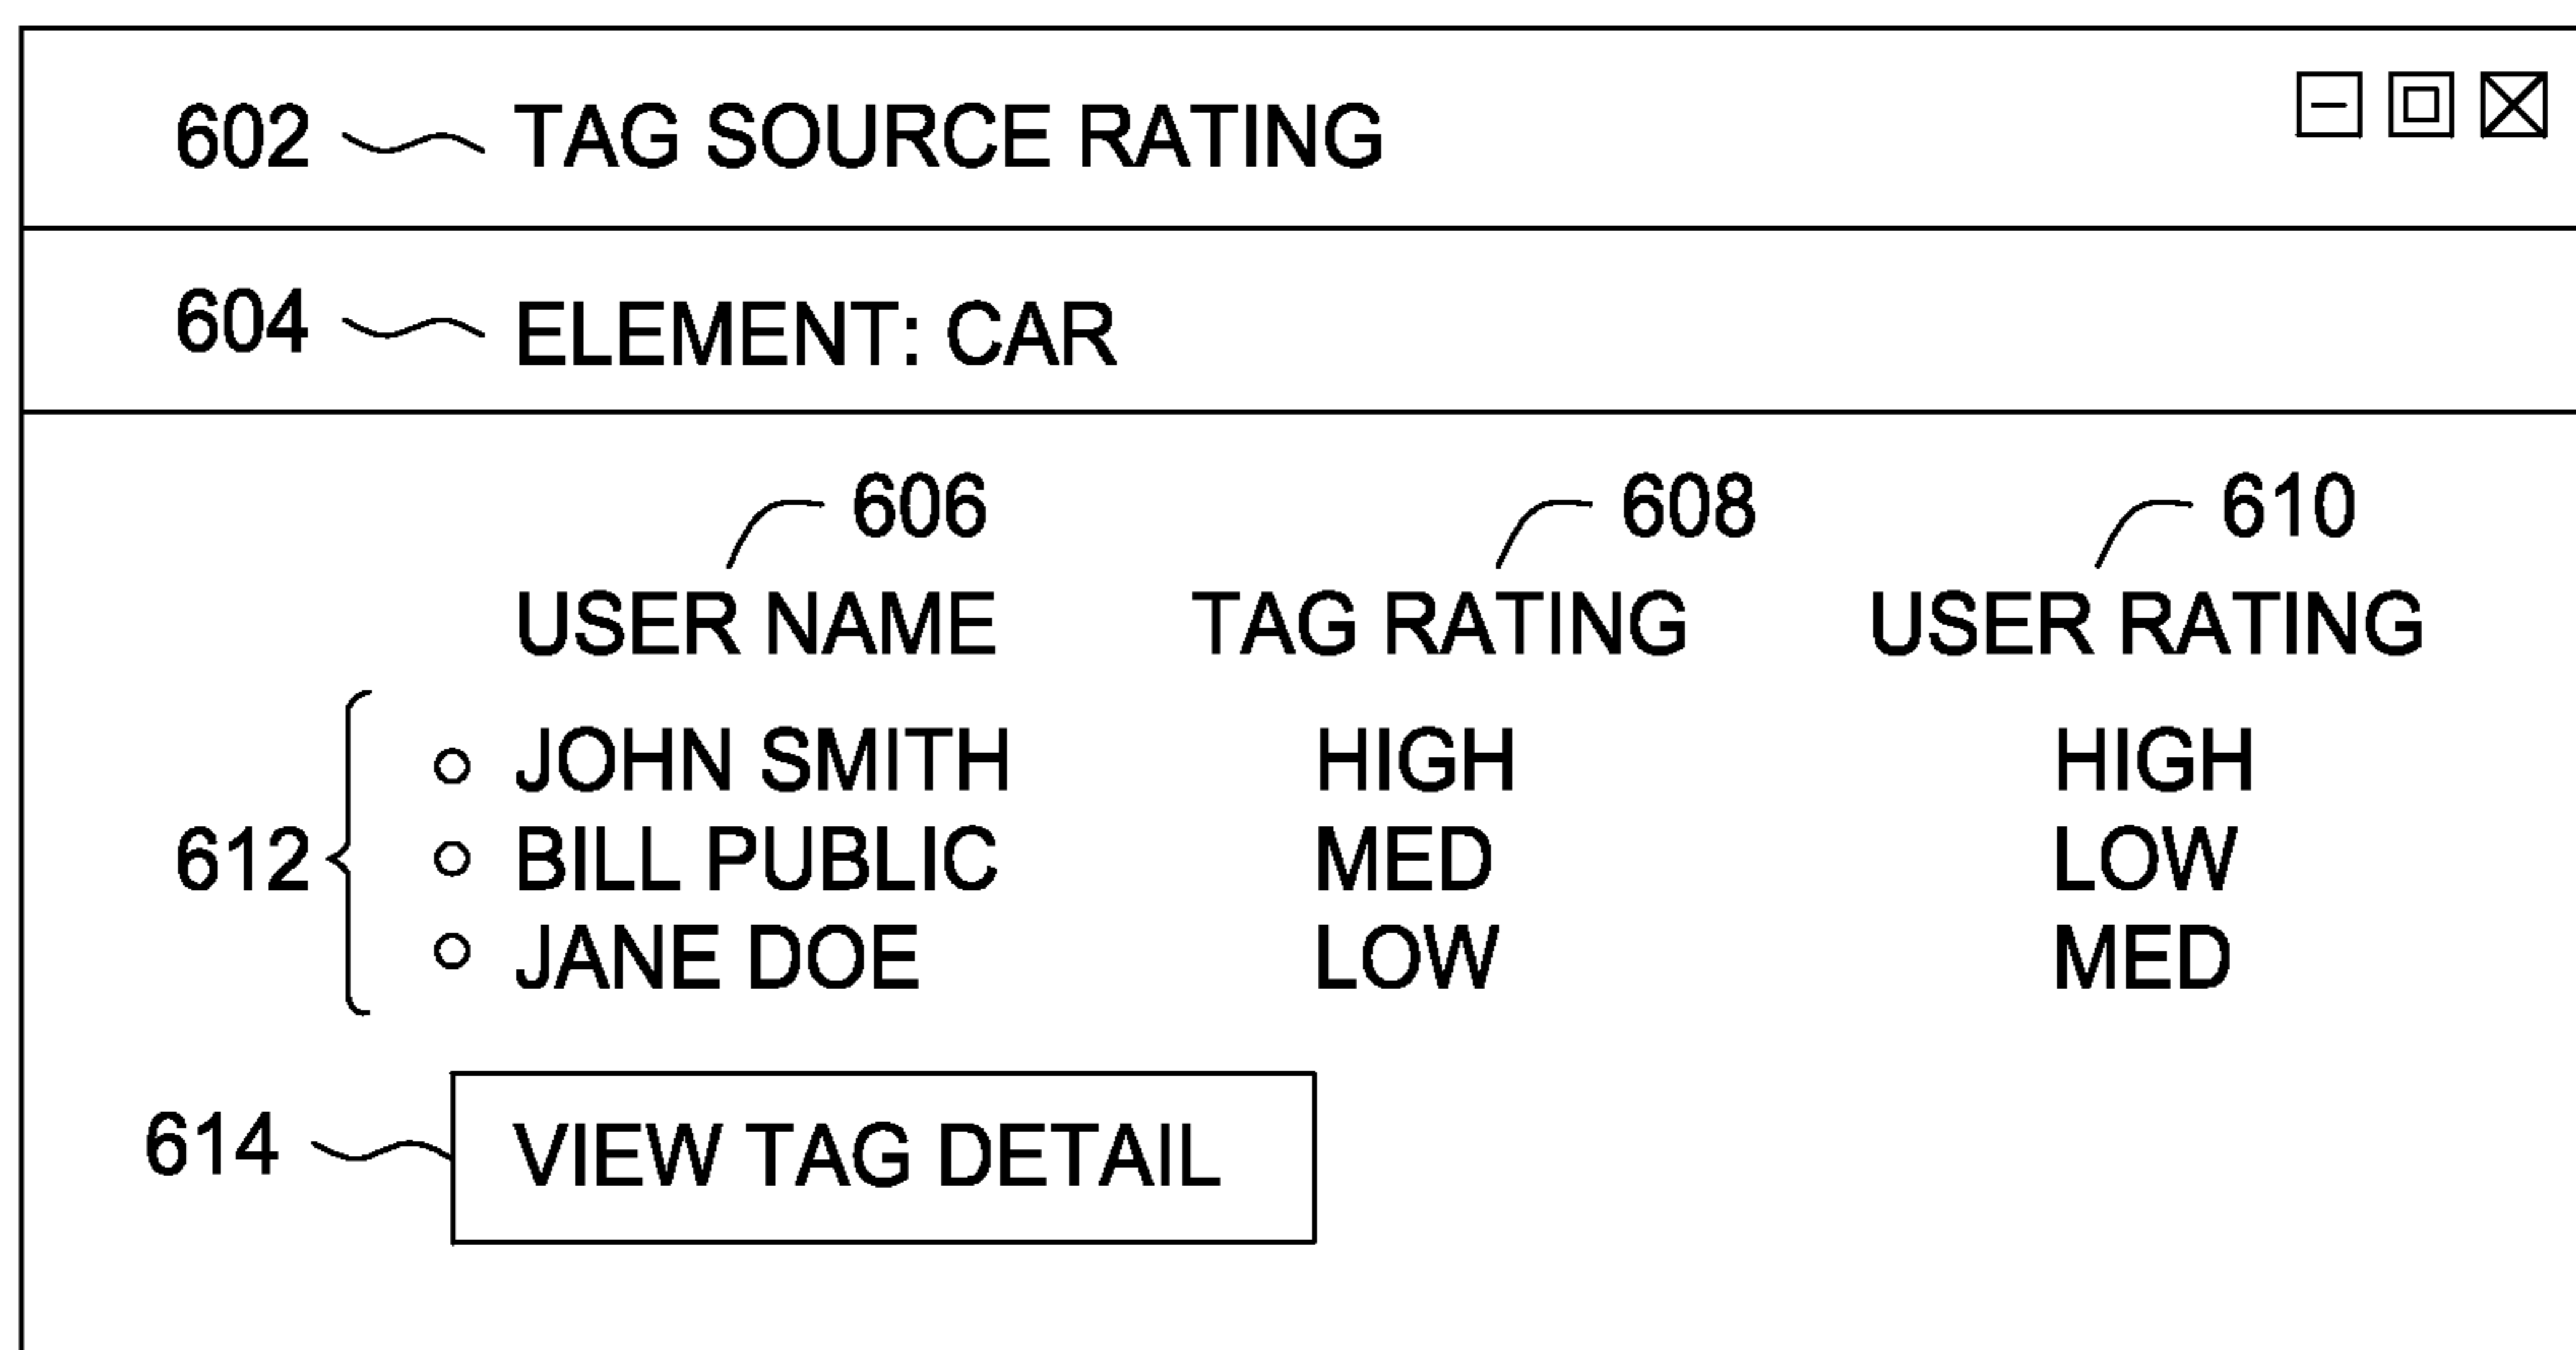 602 TAG SOURCE RATING
604 ELEMENT: CAR
606 608 610
USER NAME TAG RATING USER RATING
JOHN SMITH HIGH HIGH
612 BILL PUBLIC MED LOW
JANE DOE LOW MED
614 VIEW TAG DETAIL